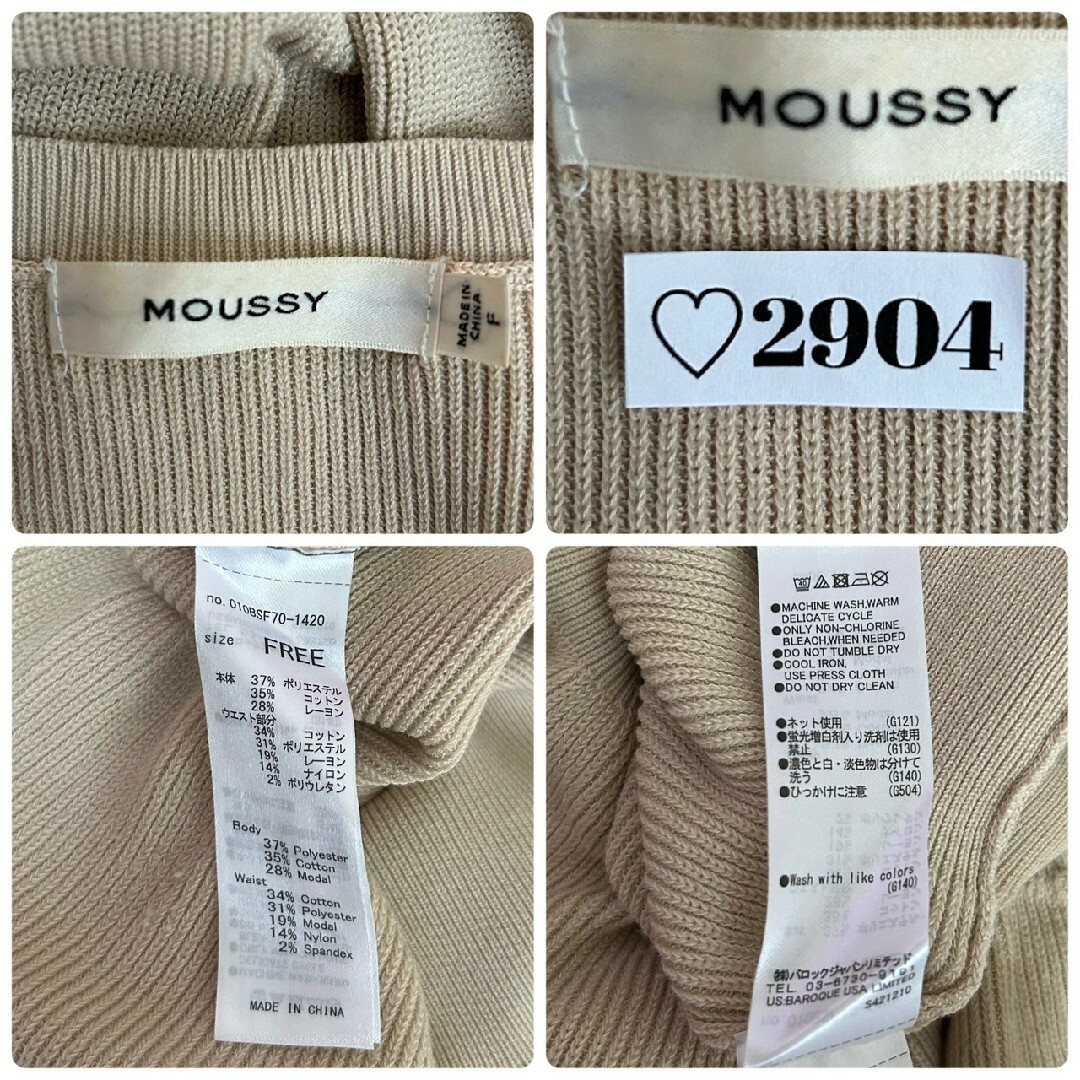 MOUSSY
MADE IN
CHINA
F
MOUSSY
♡2904
no. 010BSF70-1420
size FREE
本体 37% ポリエステル
35% コットン
28% レーヨン
ウエスト部分
34% コットン
31% ポリエステル
19% レーヨン
14% ナイロン
2% ポリウレタン
Body
37% Polyester
35% Cotton
28% Modal
Waist
34% Cotton
31% Polyester
19% Modal
14% Nylon
2% Spandex
MADE IN CHINA
40
●MACHINE WASH,WARM
DELICATE CYCLE
●ONLY NON-CHLORINE
BLEACH,WHEN NEEDED
●DO NOT TUMBLE DRY
●COOL IRON,
USE PRESS CLOTH
●DO NOT DRY CLEAN
●ネット使用 (G121)
●蛍光増白剤入り洗剤は使用
禁止 (G130)
●濃色と白・淡色物は分けて
洗う (G140)
●ひっかけに注意 (G504)
●Wash with like colors
(G140)
㈱バロックジャパンリミテッド
TEL. 03-6730-9191
US:BAROQUE USA LIMITED
S421210